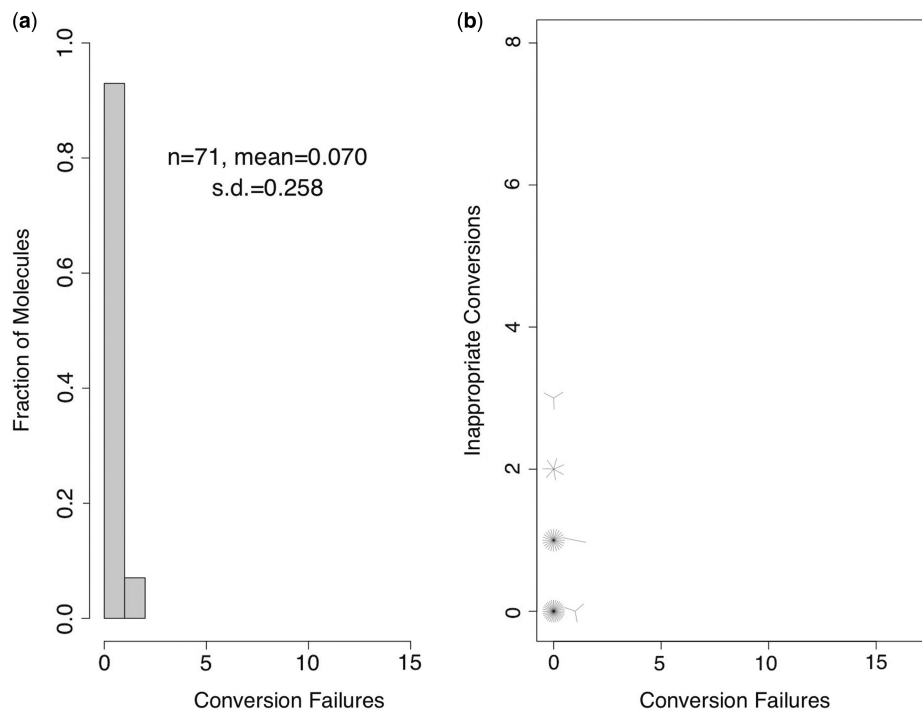 (a)
1.0
0.8
0.6
0.4
0.2
0.0
Fraction of Molecules
n=71, mean=0.070
s.d.=0.258
0 5 10 15
Conversion Failures
(b)
8
6
4
2
0
Inappropriate Conversions
0 5 10 15
Conversion Failures